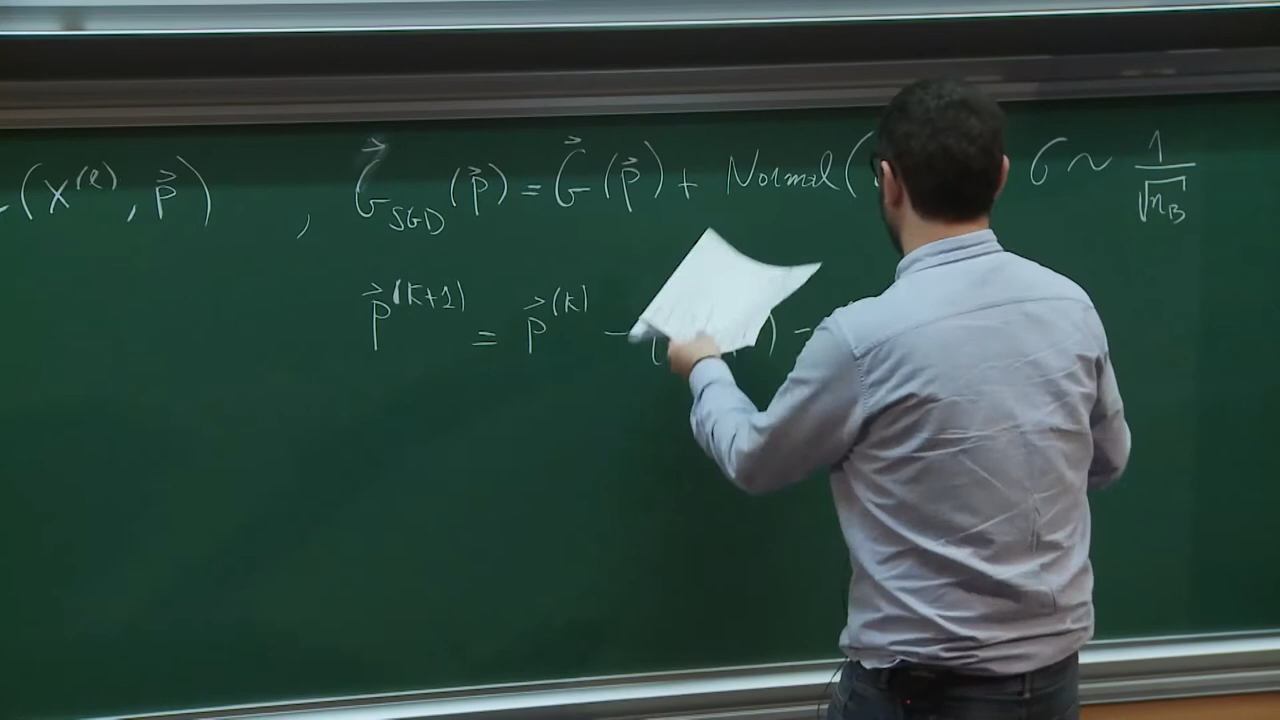 (x^(l), p⃗) , G⃗_SGD (p⃗) = G⃗ (p⃗) + Normal( σ ~ 1/√n_B
p⃗^(k+1) = p⃗^(k) - ( ) -